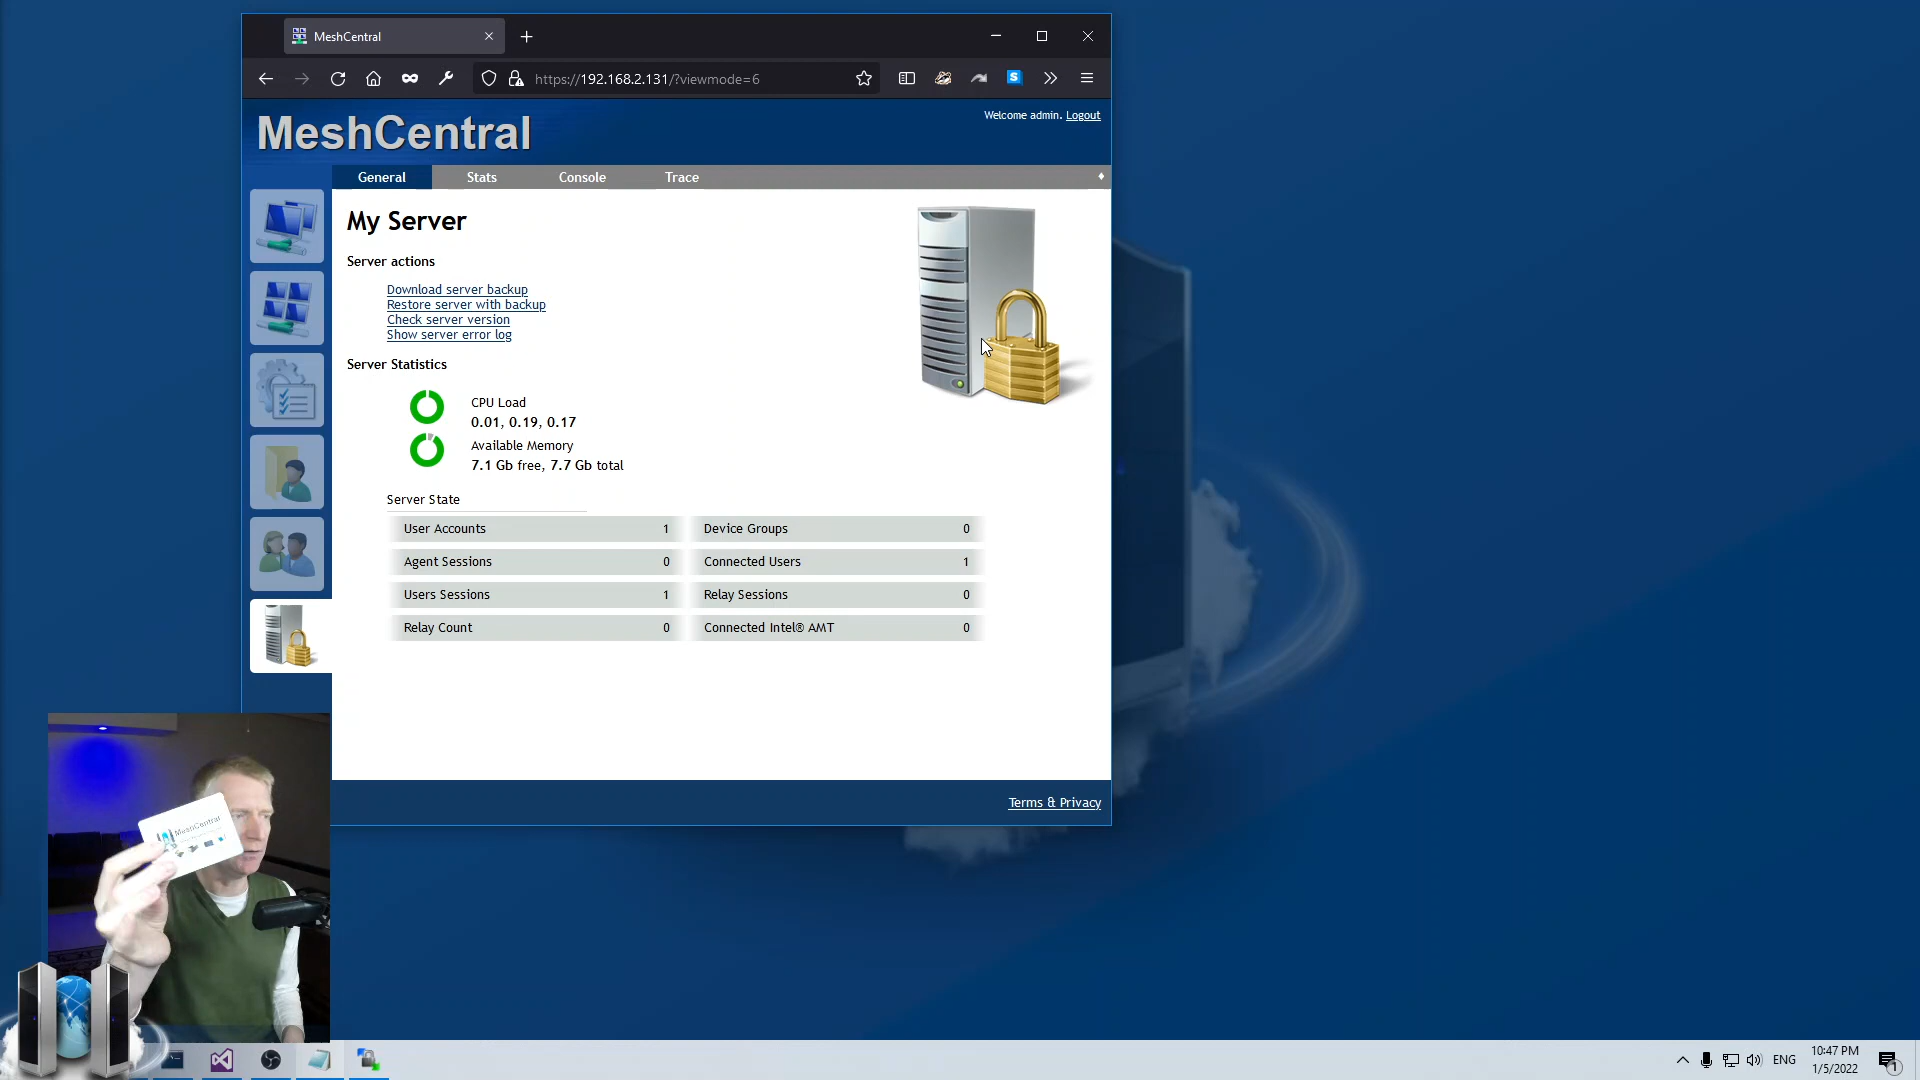 MeshCentral
https://192.168.2.131/?viewmode=6
S
MeshCentral
Welcome admin. Logout
General Stats Console Trace
My Server
Server actions
Download server backup
Restore server with backup
Check server version
Show server error log
Server Statistics
CPU Load
0.01, 0.19, 0.17
Available Memory
7.1 Gb free, 7.7 Gb total
Server State
User Accounts 1 Device Groups 0
Agent Sessions 0 Connected Users 1
Users Sessions 1 Relay Sessions 0
Relay Count 0 Connected Intel® AMT 0
Terms & Privacy
MeshCentral
ENG
10:47 PM
1/5/2022
1